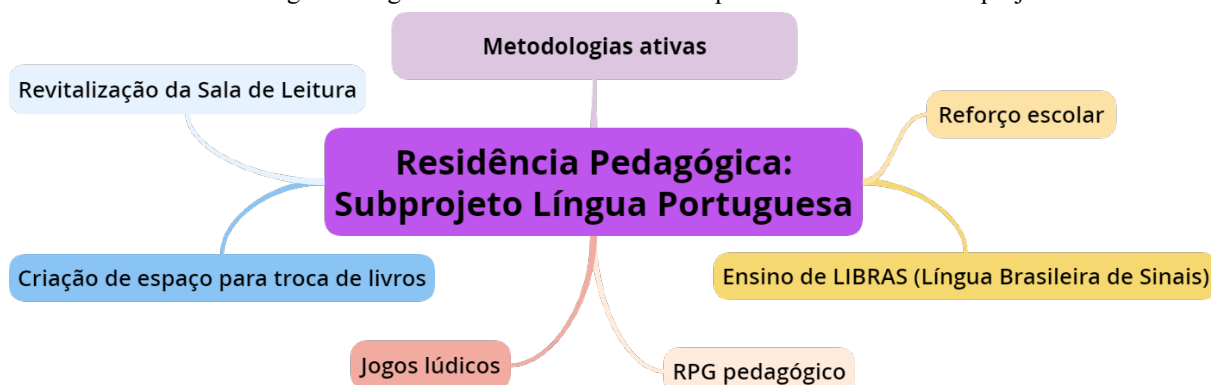 Metodologias ativas
Revitalização da Sala de Leitura
Reforço escolar
Residência Pedagógica:
Subprojeto Língua Portuguesa
Criação de espaço para troca de livros
Ensino de LIBRAS (Língua Brasileira de Sinais)
Jogos lúdicos
RPG pedagógico